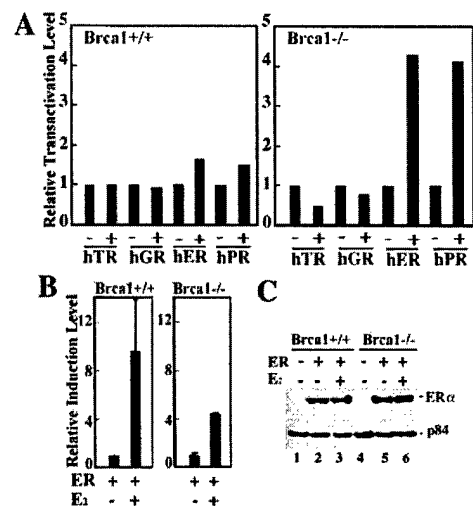 A
Brca1+/+
Brca1-/-
Relative Transactivation Level
5
4
3
2
1
0
5
4
3
2
1
0
- + - + - + - +
hTR hGR hER hPR
- + - + - + - +
hTR hGR hER hPR
B
Brca1+/+
Brca1-/-
Relative Induction Level
12
8
4
0
12
8
4
0
ER + + + +
E2 - + - +
C
Brca1+/+ Brca1-/-
ER - + + - + +
E2 + +
ERα
p84
1 2 3 4 5 6